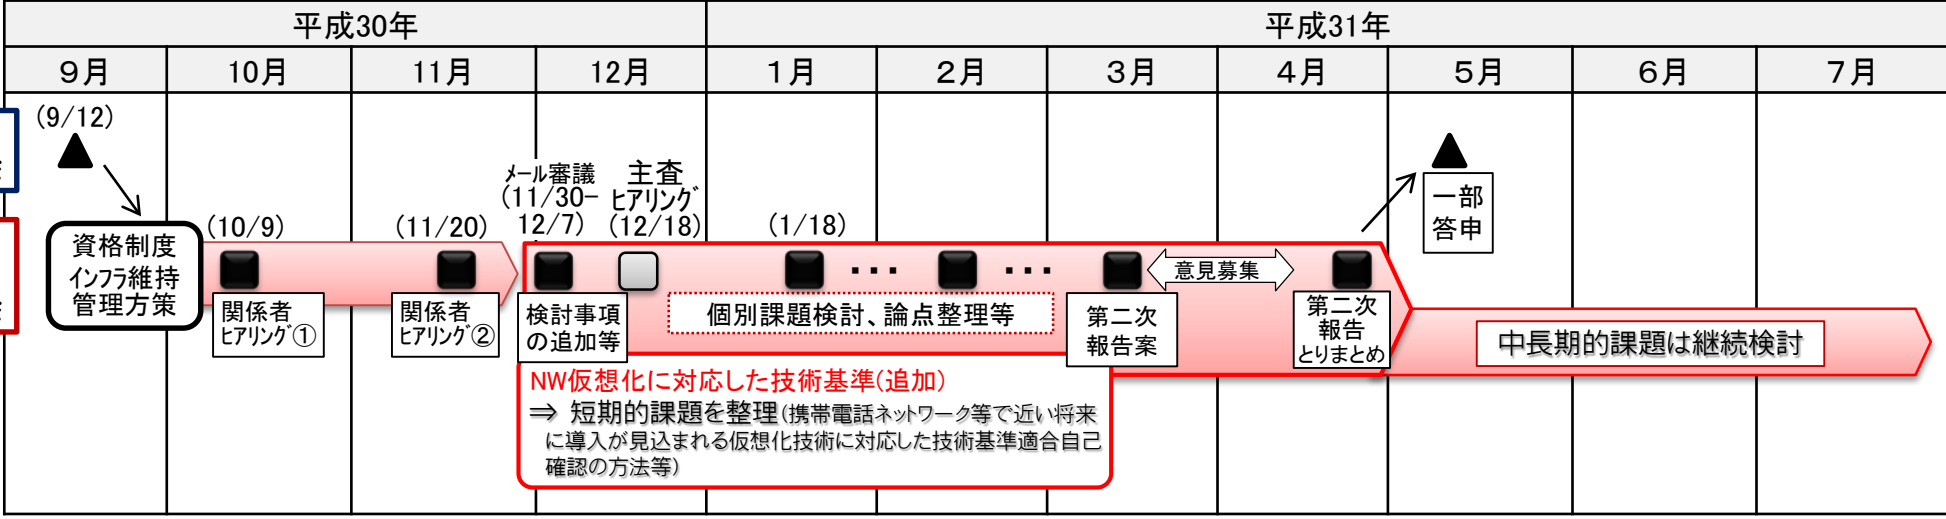 平成30年
平成31年
9月
10月
11月
12月
1月
2月
3月
4月
5月
6月
7月
(9/12)
資格制度
インフラ維持
管理方策
(10/9)
関係者
ヒアリング①
(11/20)
関係者
ヒアリング②
メール審議
(11/30-
12/7)
主査
ヒアリング
(12/18)
検討事項
の追加等
(1/18)
…
…
個別課題検討、論点整理等
第二次
報告案
意見募集
第二次
報告
とりまとめ
一部
答申
中長期的課題は継続検討
NW仮想化に対応した技術基準(追加)
⇒ 短期的課題を整理(携帯電話ネットワーク等で近い将来
に導入が見込まれる仮想化技術に対応した技術基準適合自己
確認の方法等)